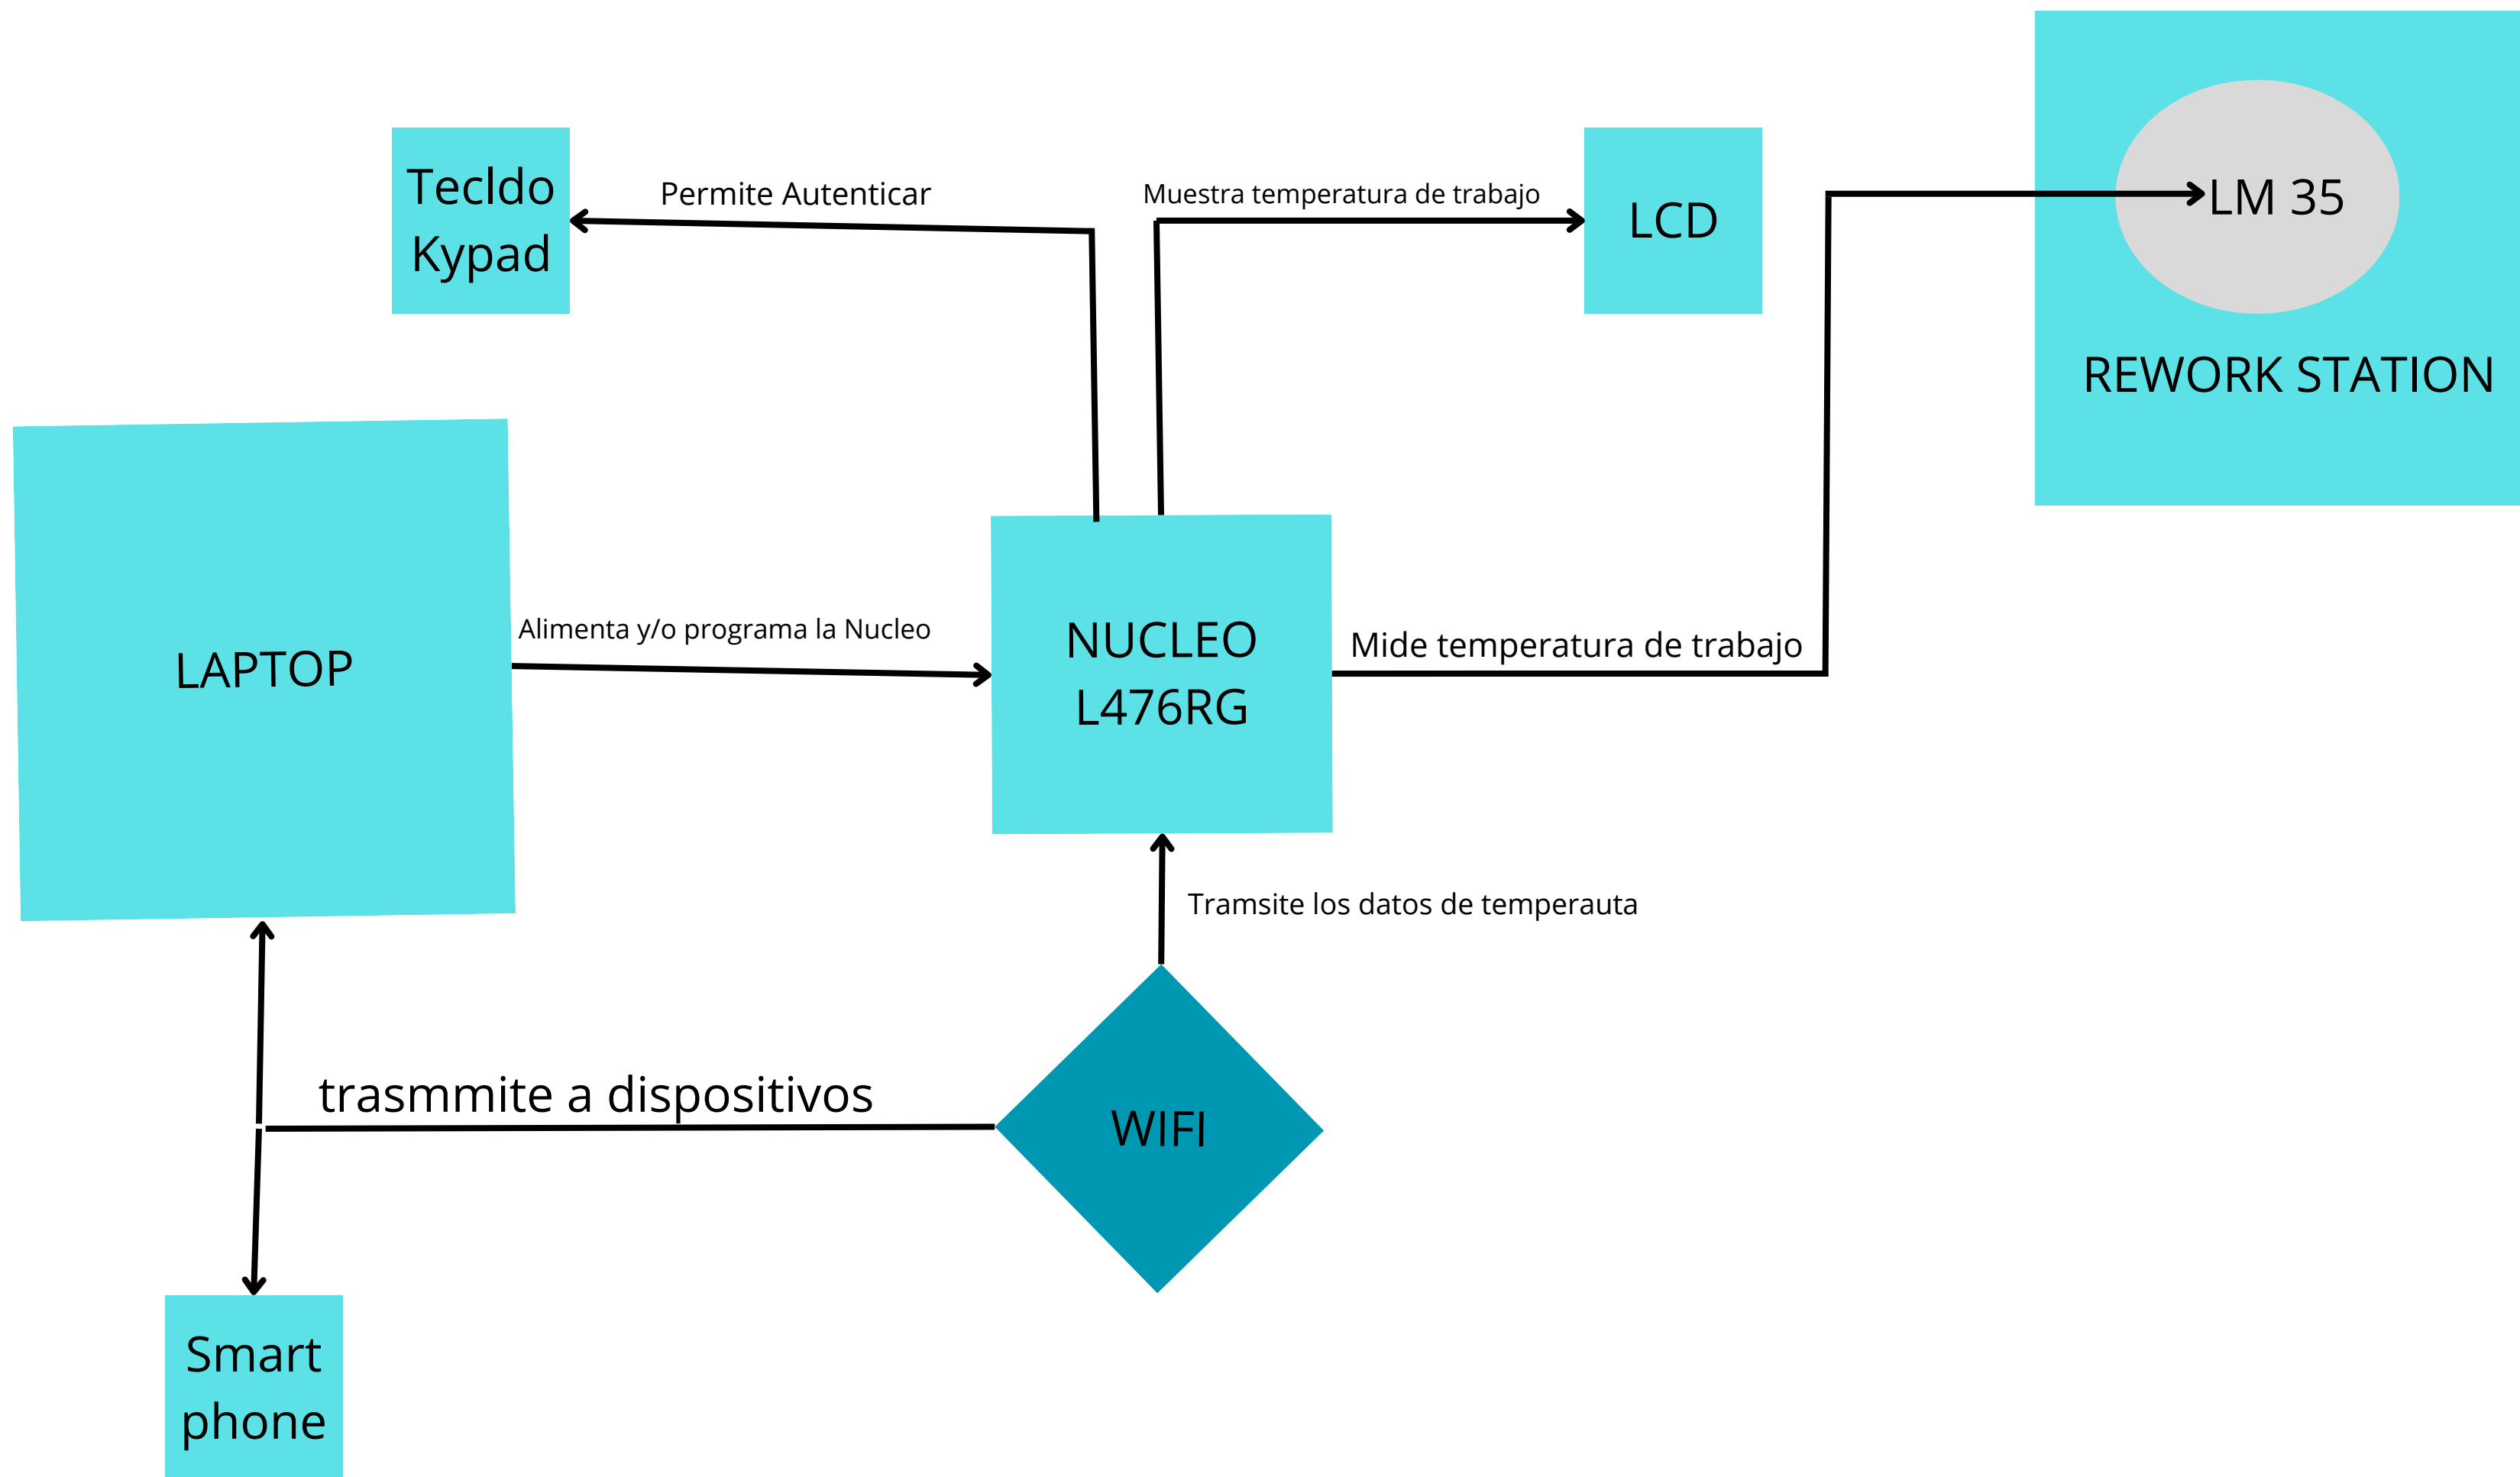 Tecldo
Kypad
Permite Autenticar
Muestra temperatura de trabajo
LCD
LM 35
REWORK STATION
LAPTOP
Alimenta y/o programa la Nucleo
NUCLEO
L476RG
Mide temperatura de trabajo
Tramsite los datos de temperauta
trasmmite a dispositivos
WIFI
Smart
phone